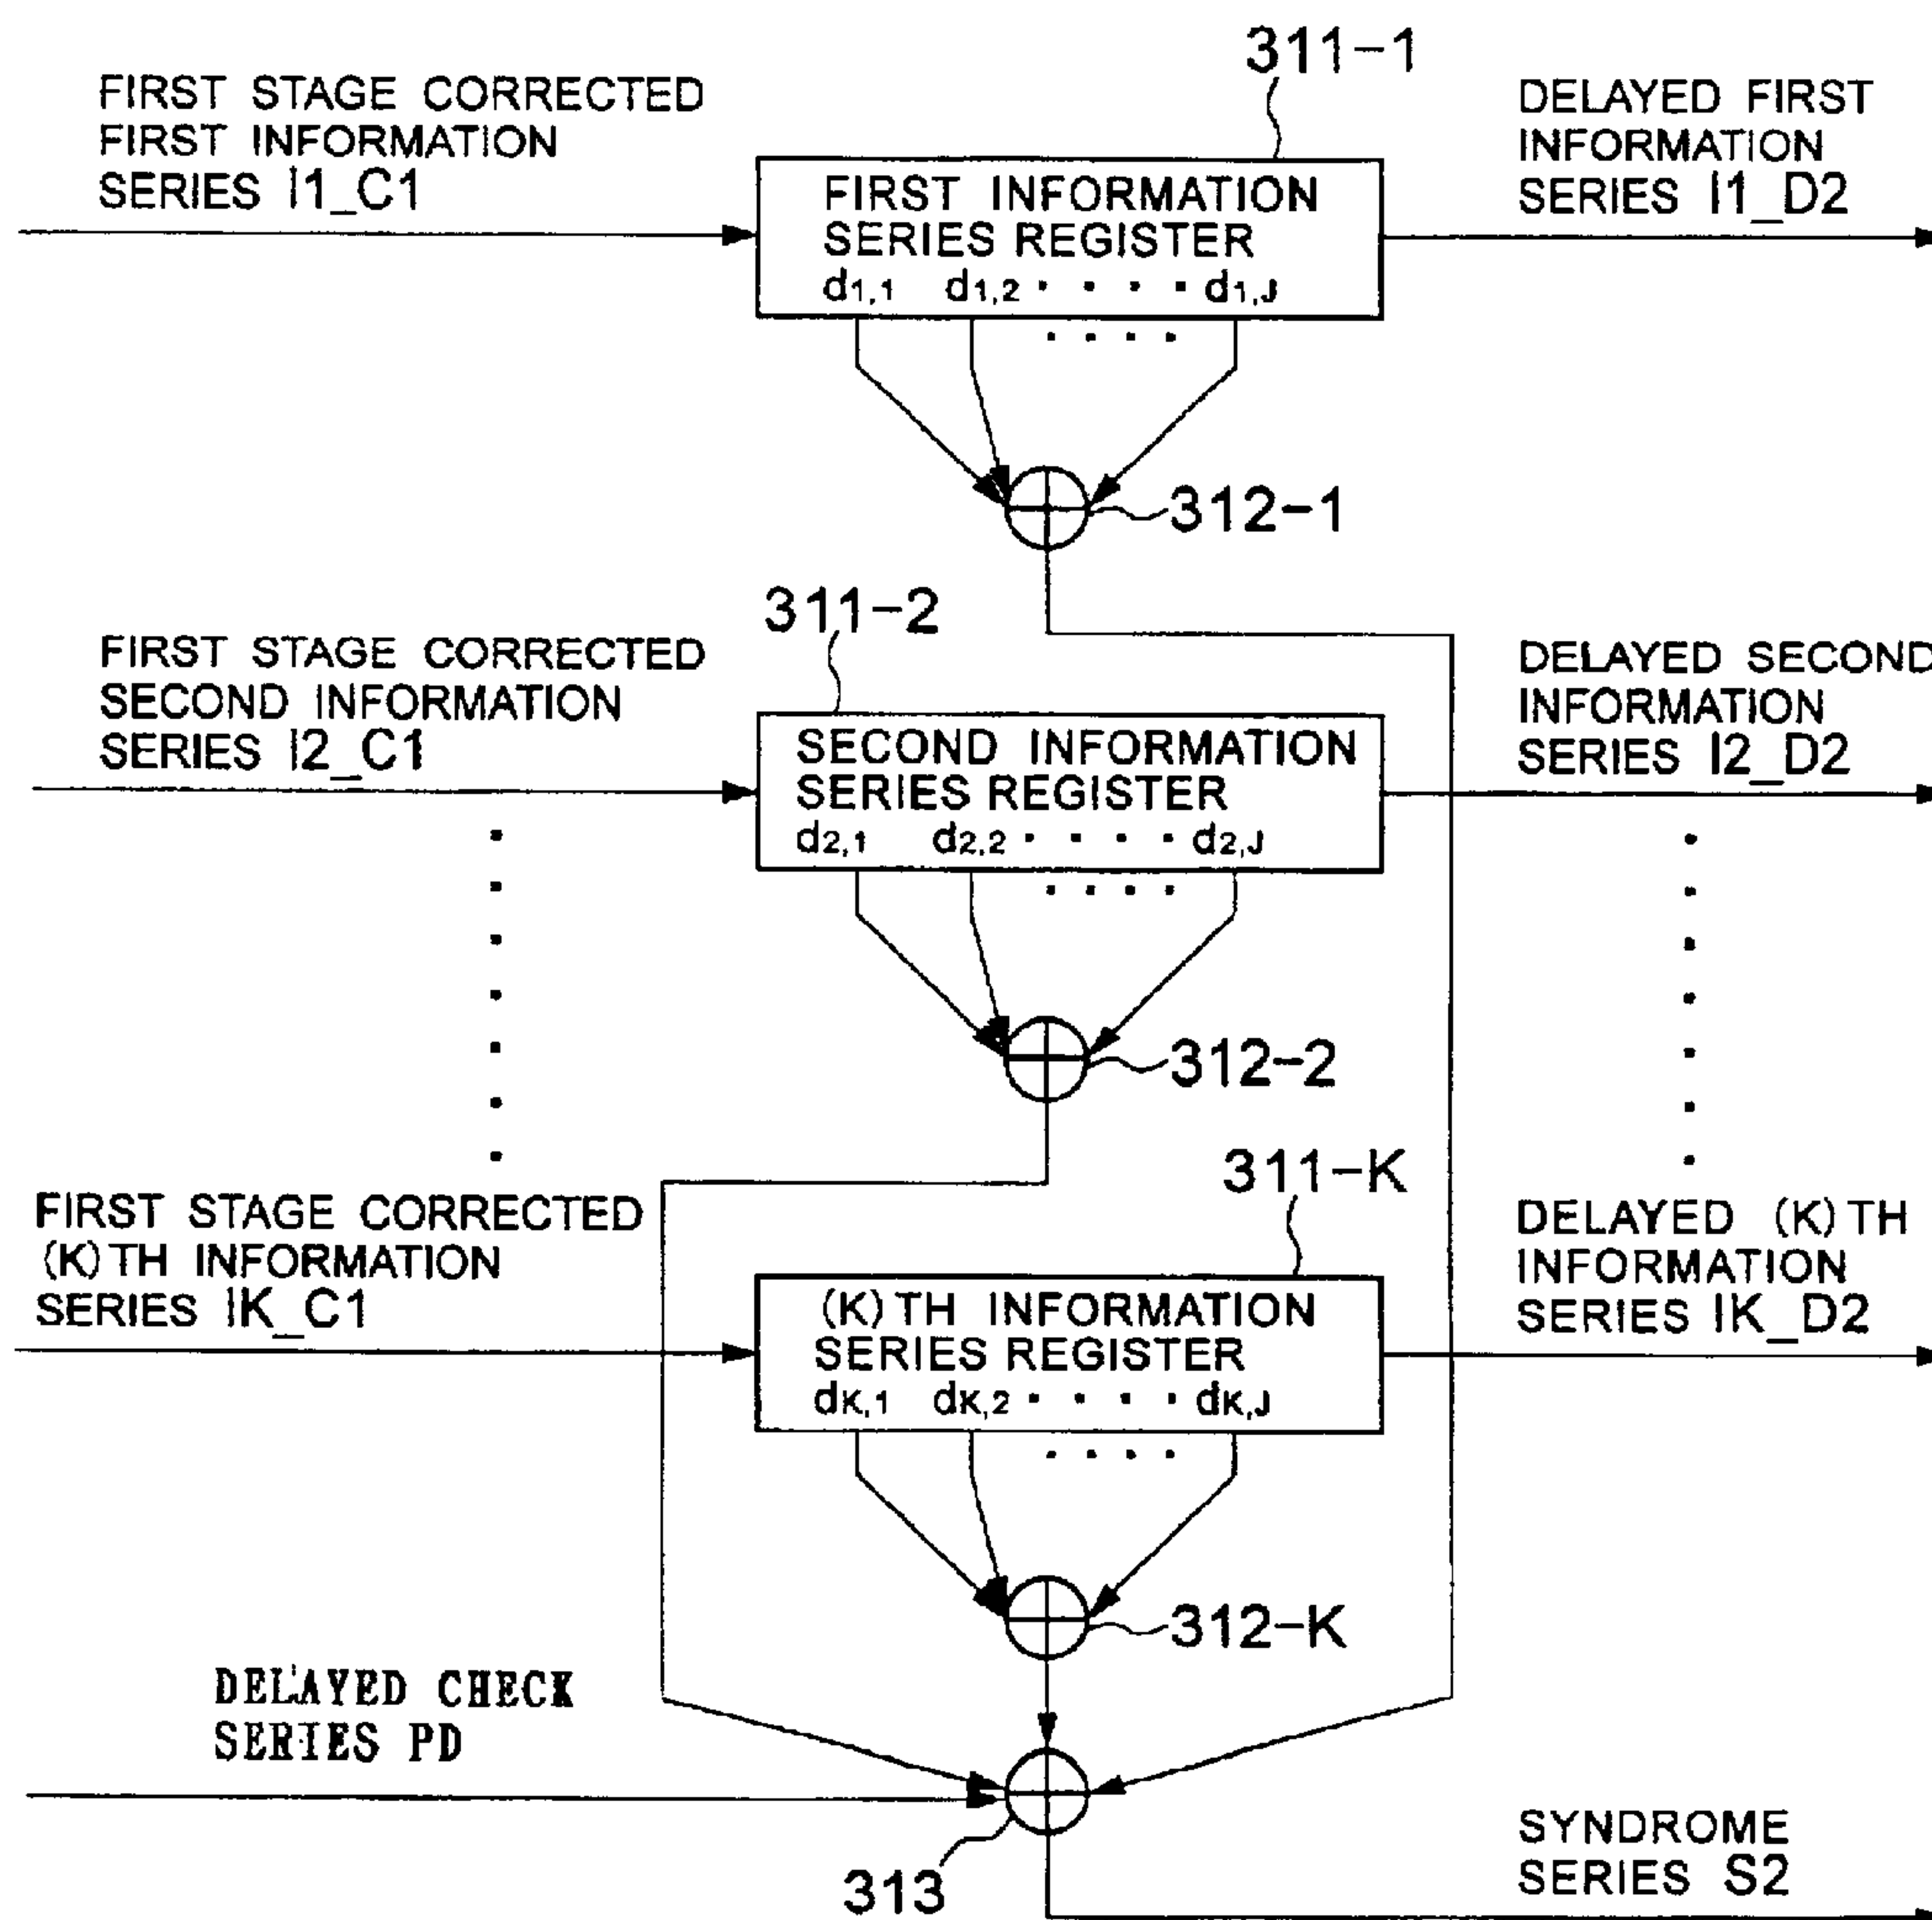 311-1
FIRST STAGE CORRECTED
FIRST INFORMATION
SERIES I1_C1
DELAYED FIRST
INFORMATION
SERIES I1_D2
FIRST INFORMATION
SERIES REGISTER
d1,1 d1,2 · · · · d1,J
· · · ·
312-1
311-2
FIRST STAGE CORRECTED
SECOND INFORMATION
SERIES I2_C1
DELAYED SECOND
INFORMATION
SERIES I2_D2
SECOND INFORMATION
SERIES REGISTER
d2,1 d2,2 · · · · d2,J
· · · ·
312-2
311-K
FIRST STAGE CORRECTED
(K)TH INFORMATION
SERIES IK_C1
DELAYED (K)TH
INFORMATION
SERIES IK_D2
(K)TH INFORMATION
SERIES REGISTER
dK,1 dK,2 · · · · dK,J
· · · ·
312-K
DELAYED CHECK
SERIES PD
313
SYNDROME
SERIES S2